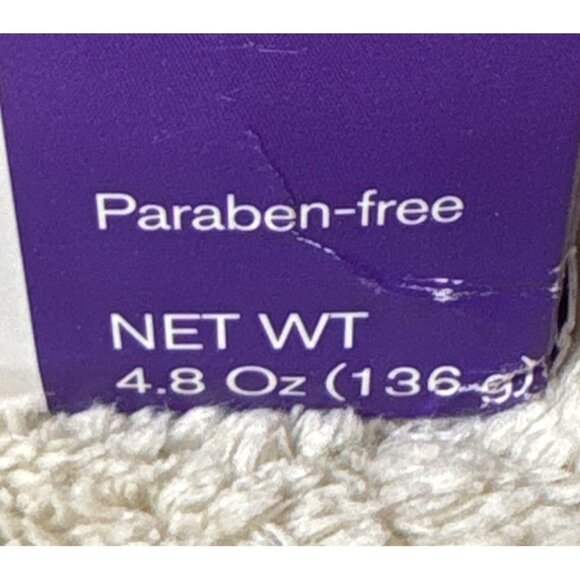 Paraben-free
NET WT
4.8 Oz (136 g)